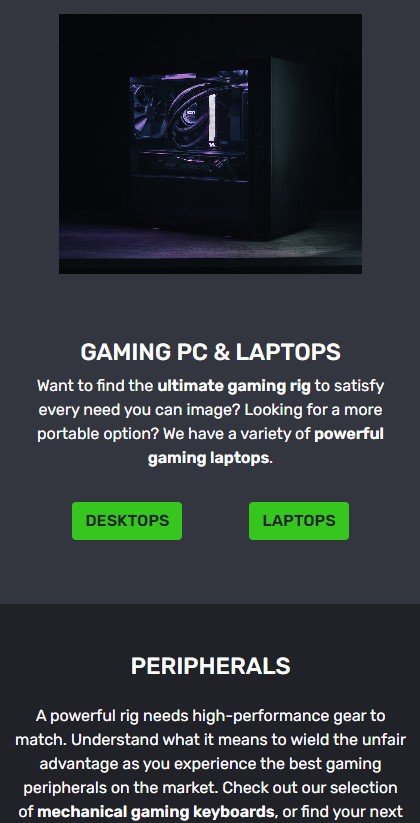 GAMING PC & LAPTOPS
Want to find the ultimate gaming rig to satisfy
every need you can image? Looking for a more
portable option? We have a variety of powerful
gaming laptops.
DESKTOPS
LAPTOPS
PERIPHERALS
A powerful rig needs high-performance gear to
match. Understand what it means to wield the unfair
advantage as you experience the best gaming
peripherals on the market. Check out our selection
of mechanical gaming keyboards, or find your next